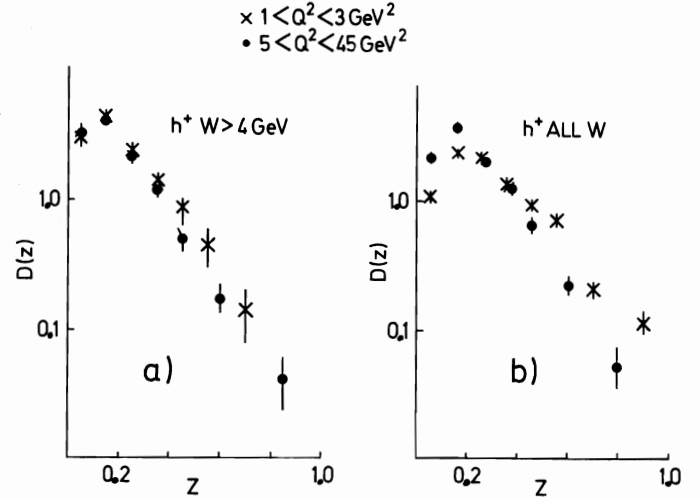 × 1 < Q² < 3 GeV²
• 5 < Q² < 45 GeV²
h⁺ W > 4 GeV
h⁺ ALL W
1.0
1.0
D(z)
D(z)
0.1
0.1
a)
b)
0.2
1.0
0.2
1.0
Z
Z